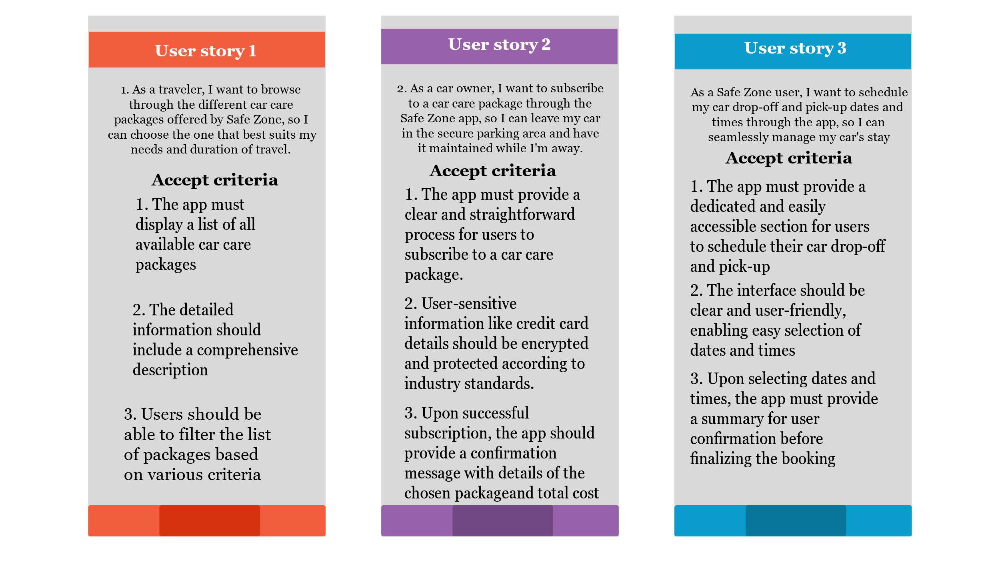 User story 1
1. As a traveler, I want to browse
through the different car care
packages offered by Safe Zone, so I
can choose the one that best suits my
needs and duration of travel.
Accept criteria
1. The app must
display a list of all
available car care
packages
2. The detailed
information should
include a comprehensive
description
3. Users should be
able to filter the list
of packages based
on various criteria
User story 2
2. As a car owner, I want to subscribe
to a car care package through the
Safe Zone app, so I can leave my car
in the secure parking area and have
it maintained while I'm away.
Accept criteria
1. The app must provide a
clear and straightforward
process for users to
subscribe to a car care
package.
2. User-sensitive
information like credit card
details should be encrypted
and protected according to
industry standards.
3. Upon successful
subscription, the app should
provide a confirmation
message with details of the
chosen packageand total cost
User story 3
As a Safe Zone user, I want to schedule
my car drop-off and pick-up dates and
times through the app, so I can
seamlessly manage my car's stay
Accept criteria
1. The app must provide a
dedicated and easily
accessible section for users
to schedule their car drop-off
and pick-up
2. The interface should be
clear and user-friendly,
enabling easy selection of
dates and times
3. Upon selecting dates and
times, the app must provide
a summary for user
confirmation before
finalizing the booking